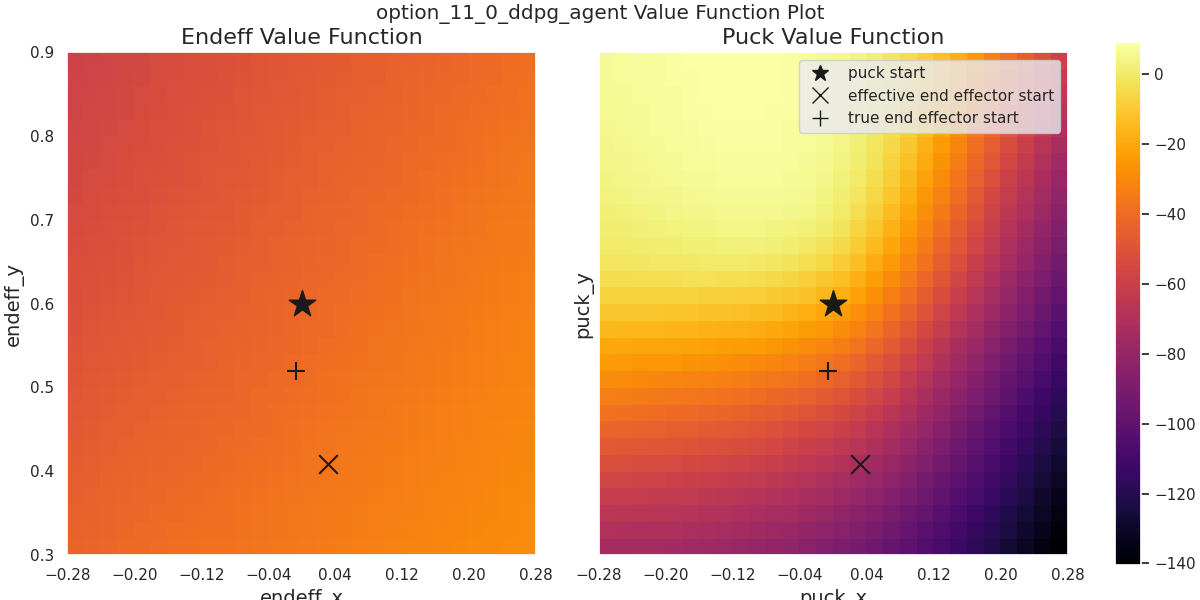 option_11_0_ddpg_agent Value Function Plot
Endeff Value Function
Puck Value Function
endeff_y
0.9
0.8
0.7
0.6
0.5
0.4
0.3
−0.28 −0.20 −0.12 −0.04 0.04 0.12 0.20 0.28
endeff_x
puck_y
puck start
effective end effector start
true end effector start
−0.28 −0.20 −0.12 −0.04 0.04 0.12 0.20 0.28
puck_x
0
−20
−40
−60
−80
−100
−120
−140